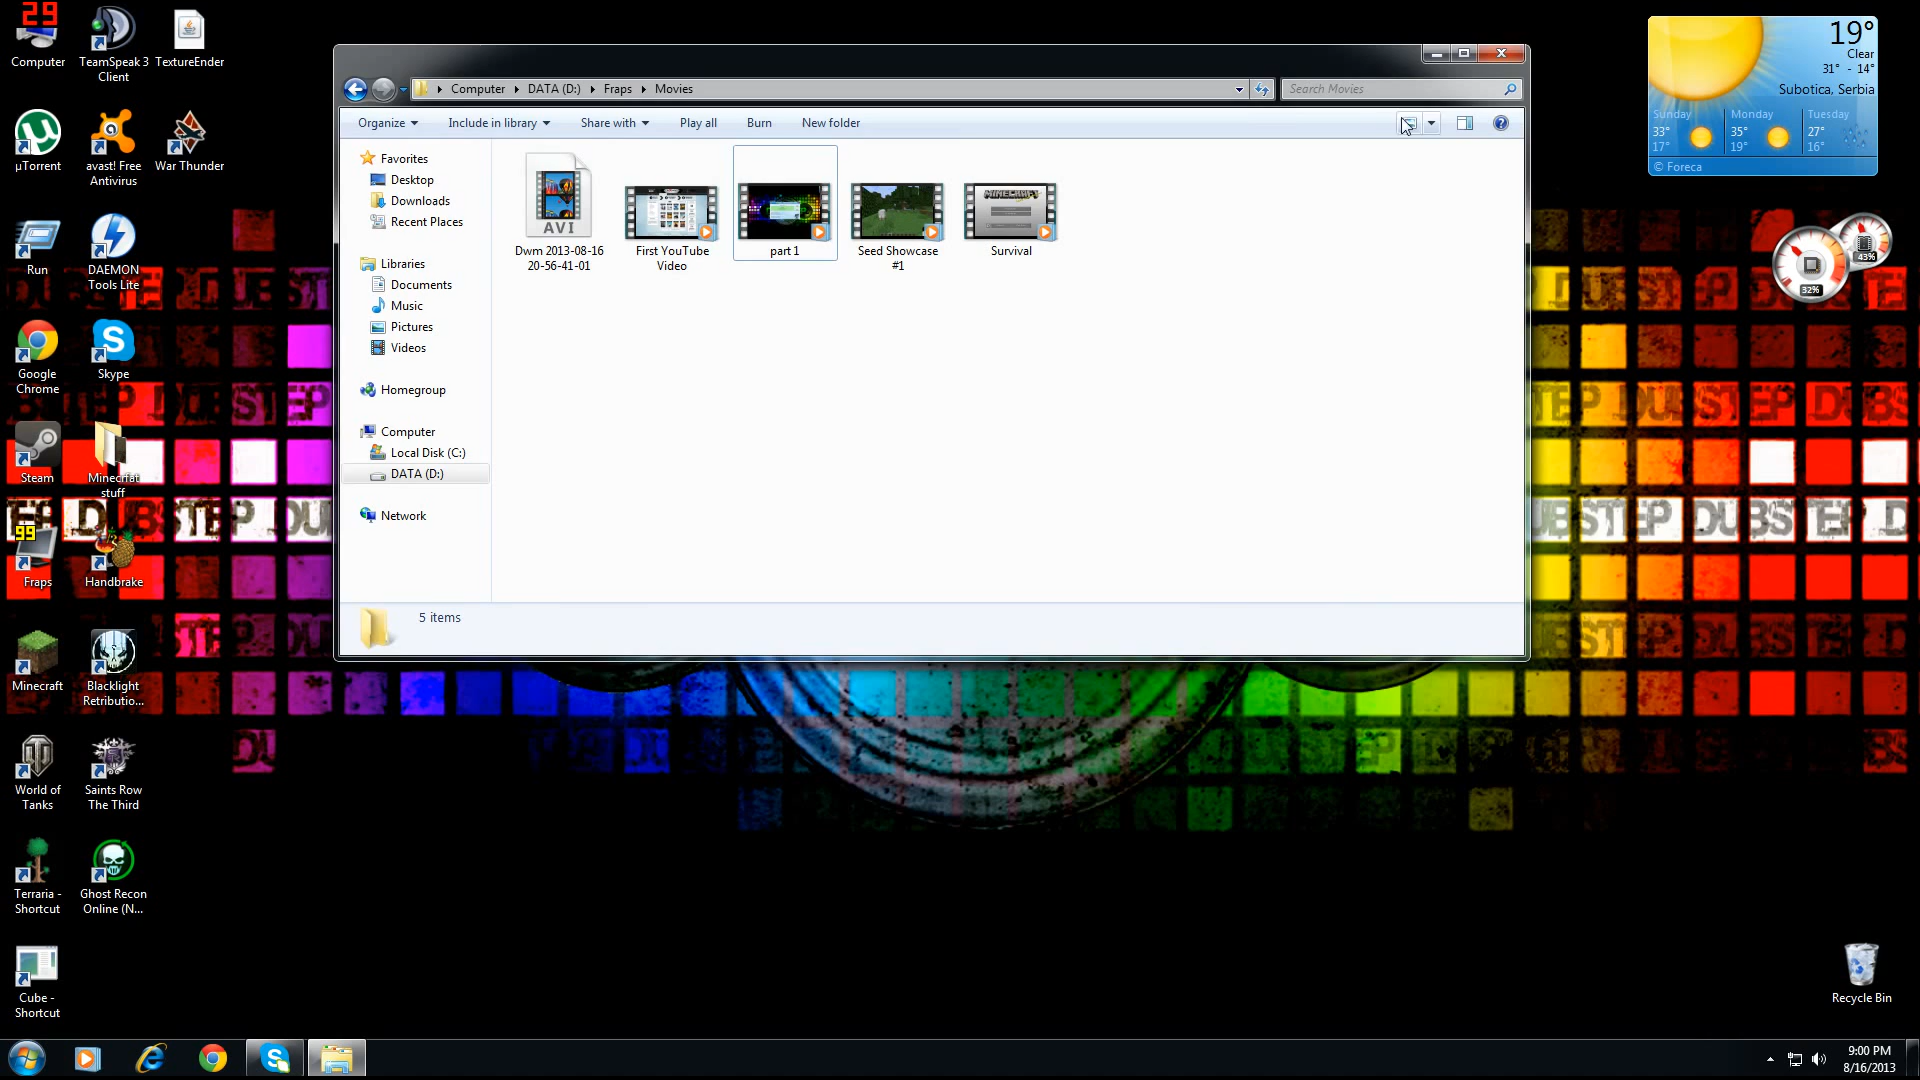 29
Computer
TeamSpeak 3
Client
TextureEnder
µTorrent
avast! Free
Antivirus
War Thunder
Run
DAEMON
Tools Lite
Google
Chrome
Skype
Steam
Minecrfat
stuff
99
Fraps
Handbrake
Minecraft
Blacklight
Retributio...
World of
Tanks
Saints Row
The Third
Terraria -
Shortcut
Ghost Recon
Online (N...
Cube -
Shortcut
Computer
DATA (D:)
Fraps
Movies
Search Movies
Organize
Include in library
Share with
Play all
Burn
New folder
Favorites
Desktop
Downloads
Recent Places
Libraries
Documents
Music
Pictures
Videos
Homegroup
Computer
Local Disk (C:)
DATA (D:)
Network
AVI
Dwm 2013-08-16
20-56-41-01
First YouTube
Video
part 1
Seed Showcase
#1
MINECRAFT
Survival
5 items
19°
Clear
31° - 14°
Subotica, Serbia
Sunday
33°
17°
Monday
35°
19°
Tuesday
27°
16°
© Foreca
43%
32%
DUBSTEP DUBSTEP
STEP DUBSTEP
Recycle Bin
9:00 PM
8/16/2013